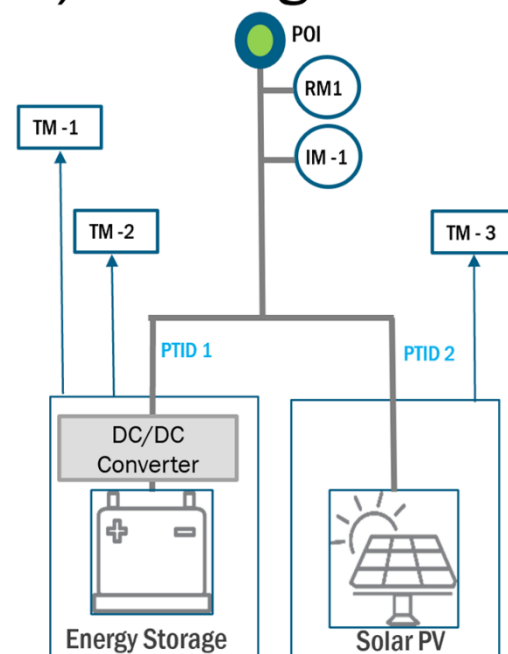 POI
RM1
IM -1
TM -1
TM -2
TM - 3
PTID 1
PTID 2
DC/DC
Converter
Energy Storage
Solar PV